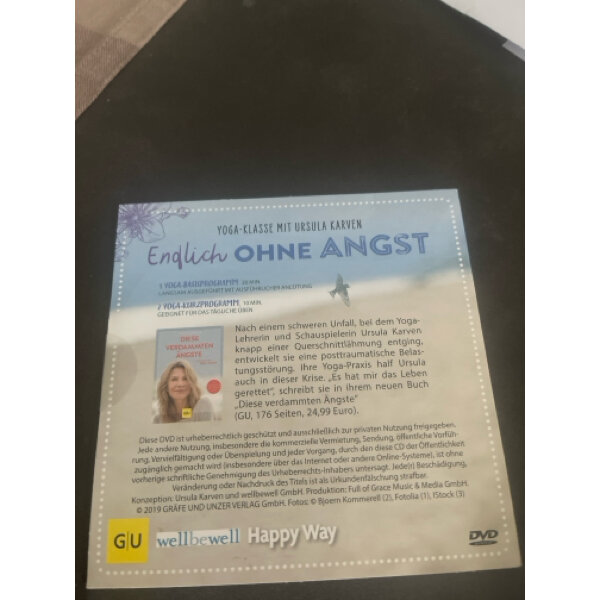 YOGA-KLASSE MIT URSULA KARVEN
Endlich OHNE ANGST
1 YOGA-BASISPROGRAMM, 35 MIN.
LANGSAM AUSGEFÜHRT MIT AUSFÜHRLICHER ANLEITUNG
2 YOGA-KURZPROGRAMM, 10 MIN.
GEEIGNET FÜR DAS TÄGLICHE ÜBEN
DIESE
VERDAMMTEN
ÄNGSTE
Nach einem schweren Unfall, bei dem Yoga-
Lehrerin und Schauspielerin Ursula Karven
knapp einer Querschnittlähmung entging,
entwickelt sie eine posttraumatische Belas-
tungsstörung. Ihre Yoga-Praxis half Ursula
auch in dieser Krise. „Es hat mir das Leben
gerettet“, schreibt sie in ihrem neuen Buch
„Diese verdammten Ängste“
(GU, 176 Seiten, 24,99 Euro).
Diese DVD ist urheberrechtlich geschützt und ausschließlich zur privaten Nutzung freigegeben.
Jede andere Nutzung, insbesondere die kommerzielle Vermietung, Sendung, öffentliche Vorfüh-
rung, Vervielfältigung oder Überspielung und jeder Vorgang, durch den diese CD der Öffentlichkeit
zugänglich gemacht wird (insbesondere über das Internet oder andere Online-Systeme), ist ohne
vorherige schriftliche Genehmigung des Urheberrechts-Inhabers untersagt. Jede(r) Beschädigung,
Veränderung oder Nachdruck des Titels ist als Urkundenfälschung strafbar.
Konzeption: Ursula Karven und wellbewell GmbH. Produktion: Full of Grace Music & Media GmbH.
© 2019 GRÄFE UND UNZER VERLAG GmbH. Fotos: © Bjoern Kommerell (2), Fotolia (1), iStock (3)
G|U wellbewell Happy Way DVD